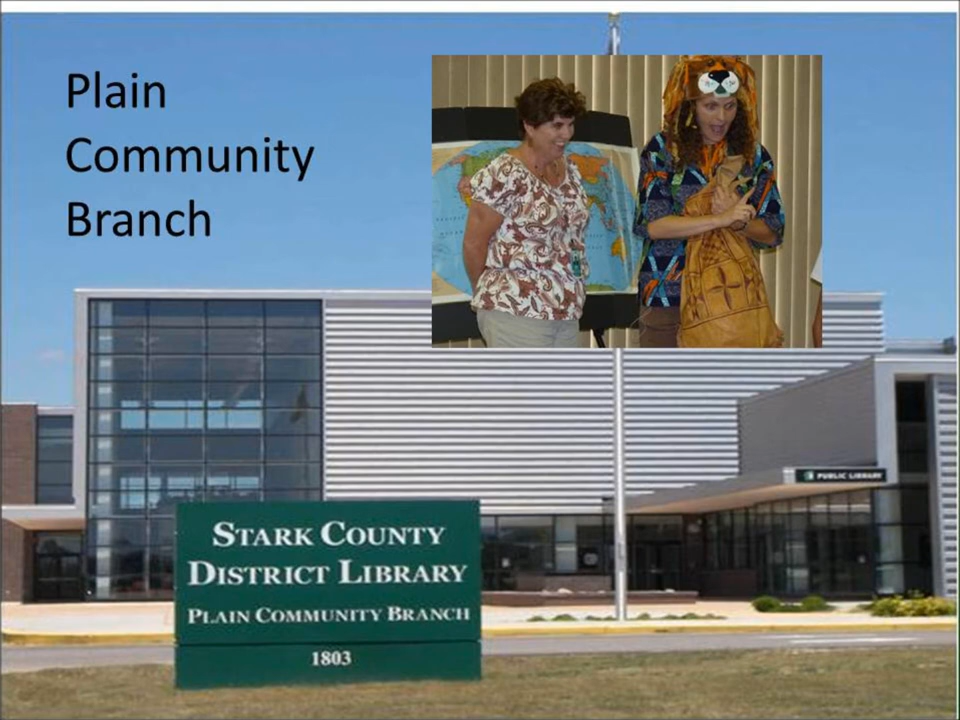 Plain
Community
Branch
PUBLIC LIBRARY
STARK COUNTY
DISTRICT LIBRARY
PLAIN COMMUNITY BRANCH
1803